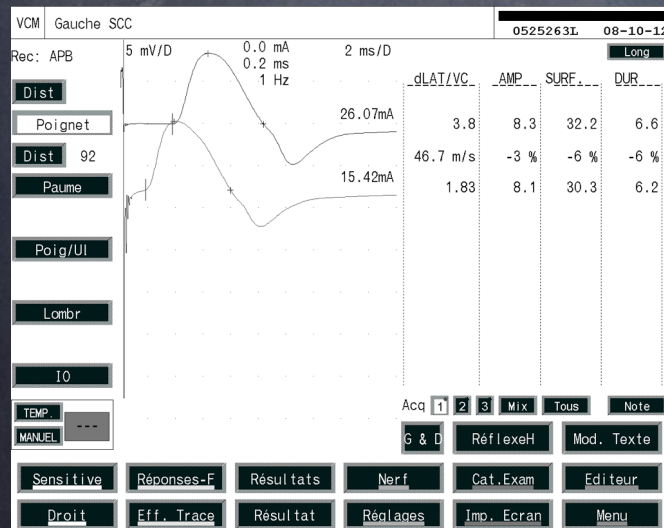 VCM Gauche SCC
0525263L 08-10-12
Rec: APB 5 mV/D 0.0 mA 2 ms/D Long
0.2 ms
1 Hz
dLAT/VC AMP SURF. DUR
Dist
26.07mA
Poignet 3.8 8.3 32.2 6.6
Dist 92 46.7 m/s -3 % -6 % -6 %
15.42mA
Paume 1.83 8.1 30.3 6.2
Poig/Ul
Lombr
IO
Acq 1 2 3 Mix Tous Note
TEMP. ---
MANUEL
G & D RéflexeH Mod. Texte
Sensitive Réponses-F Résultats Nerf Cat.Exam Editeur
Droit Eff. Trace Résultat Réglages Imp. Ecran Menu